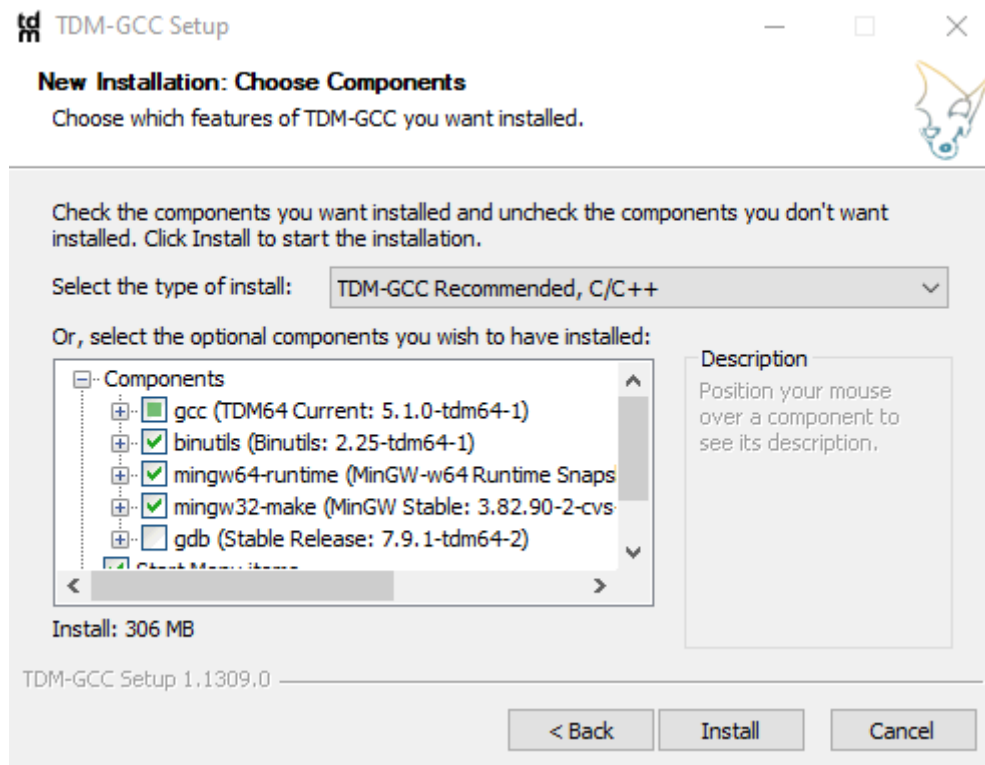 tdm TDM-GCC Setup
New Installation: Choose Components
Choose which features of TDM-GCC you want installed.
Check the components you want installed and uncheck the components you don't want
installed. Click Install to start the installation.
Select the type of install: TDM-GCC Recommended, C/C++
Or, select the optional components you wish to have installed:
Components
gcc (TDM64 Current: 5.1.0-tdm64-1)
binutils (Binutils: 2.25-tdm64-1)
mingw64-runtime (MinGW-w64 Runtime Snaps
mingw32-make (MinGW Stable: 3.82.90-2-cvs-
gdb (Stable Release: 7.9.1-tdm64-2)
Start Menu items
Description
Position your mouse
over a component to
see its description.
Install: 306 MB
TDM-GCC Setup 1.1309.0
< Back Install Cancel